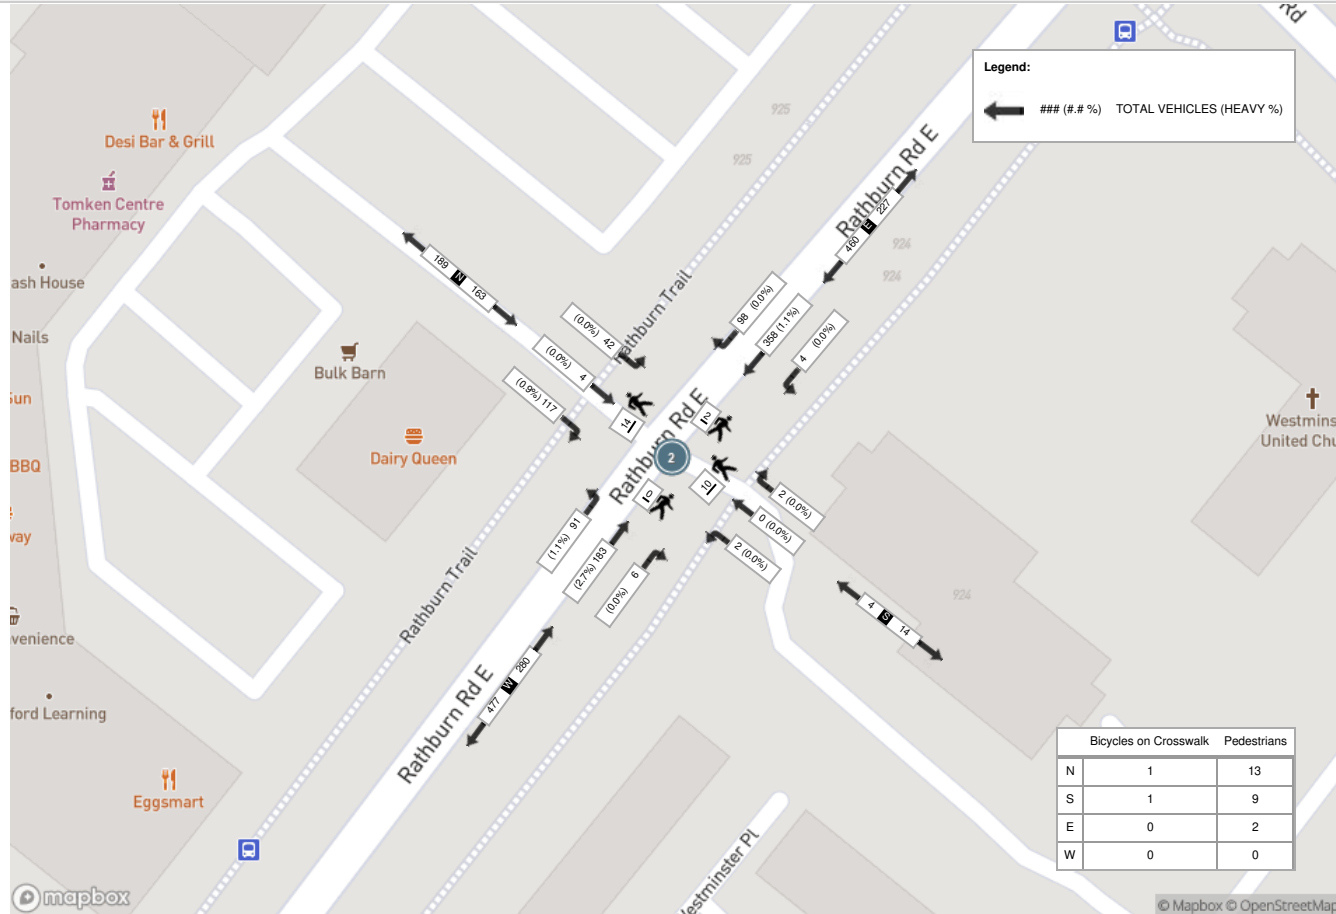 Rd
Legend:
### (#.# %) TOTAL VEHICLES (HEAVY %)
Desi Bar & Grill
Tomken Centre
Pharmacy
ash House
Nails
Bulk Barn
Dairy Queen
BBQ
venience
ford Learning
Eggsmart
925
925
924
924
924
Rathburn Rd E
460 E 227
189 N 163
(0.0%) 42
(0.0%) 4
(0.9%) 117
98 (0.0%)
358 (1.1%)
4 (0.0%)
athburn Trail
Rathburn Rd E
14
2
2
0
10
2 (0.0%)
0 (0.0%)
2 (0.0%)
(1.1%) 91
(2.7%) 183
(0.0%) 6
4 S 14
477 W 280
Rathburn Trail
Rathburn Rd E
Westmins
United Chu
estminster Pl
Bicycles on Crosswalk Pedestrians
N 1 13
S 1 9
E 0 2
W 0 0
mapbox
© Mapbox © OpenStreetMap